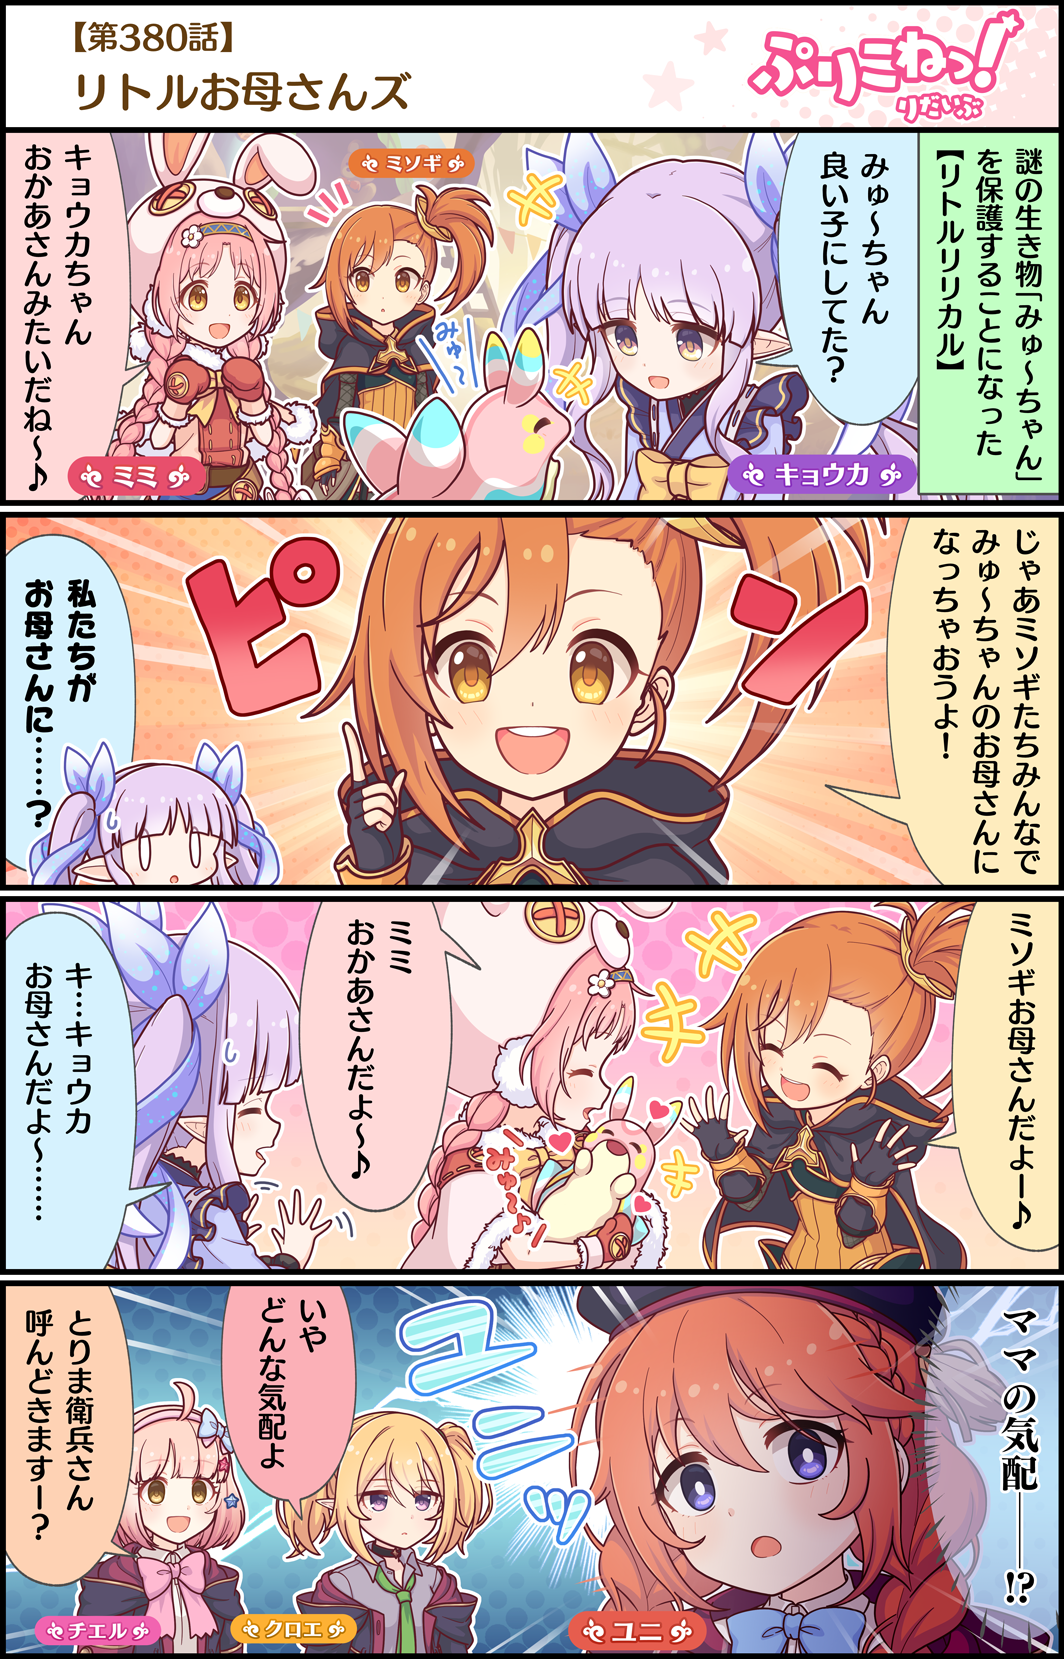 【第380話】
リトルお母さんズ
ぷりこねっ!
りだいぶ
謎の生き物「みゅ〜ちゃん」
を保護することになった
【リトルリリカル】
みゅ〜ちゃん
良い子にしてた?
キョウカ
みゅ〜
ミソギ
キョウカちゃん
おかあさんみたいだね〜♪
ミミ
じゃあミソギたちみんなで
みゅ〜ちゃんのお母さんに
なっちゃおうよ!
ピン
私たちが
お母さんに……?
ミソギお母さんだよー♪
ミミ
おかあさんだよ〜♪
キ…キョウカ
お母さんだよ〜……
ママの気配――!?
ユニッ
ユニ
いや
どんな気配よ
クロエ
とりま衛兵さん
呼んどきますー?
チエル